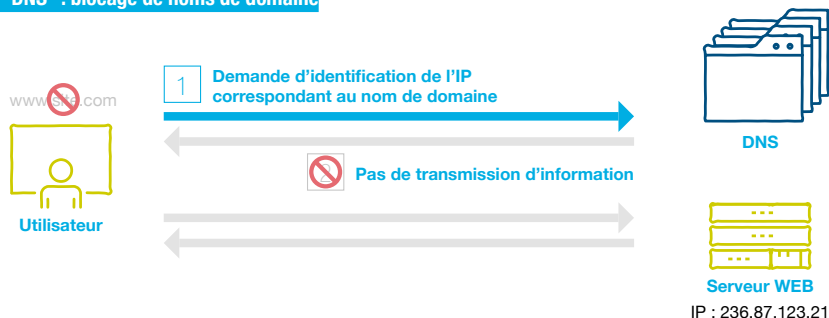 DNS" : blocage de noms de domaine
www.site.com
1
Demande d'identification de l'IP
correspondant au nom de domaine
DNS
2
Pas de transmission d'information
Utilisateur
Serveur WEB
IP : 236.87.123.21